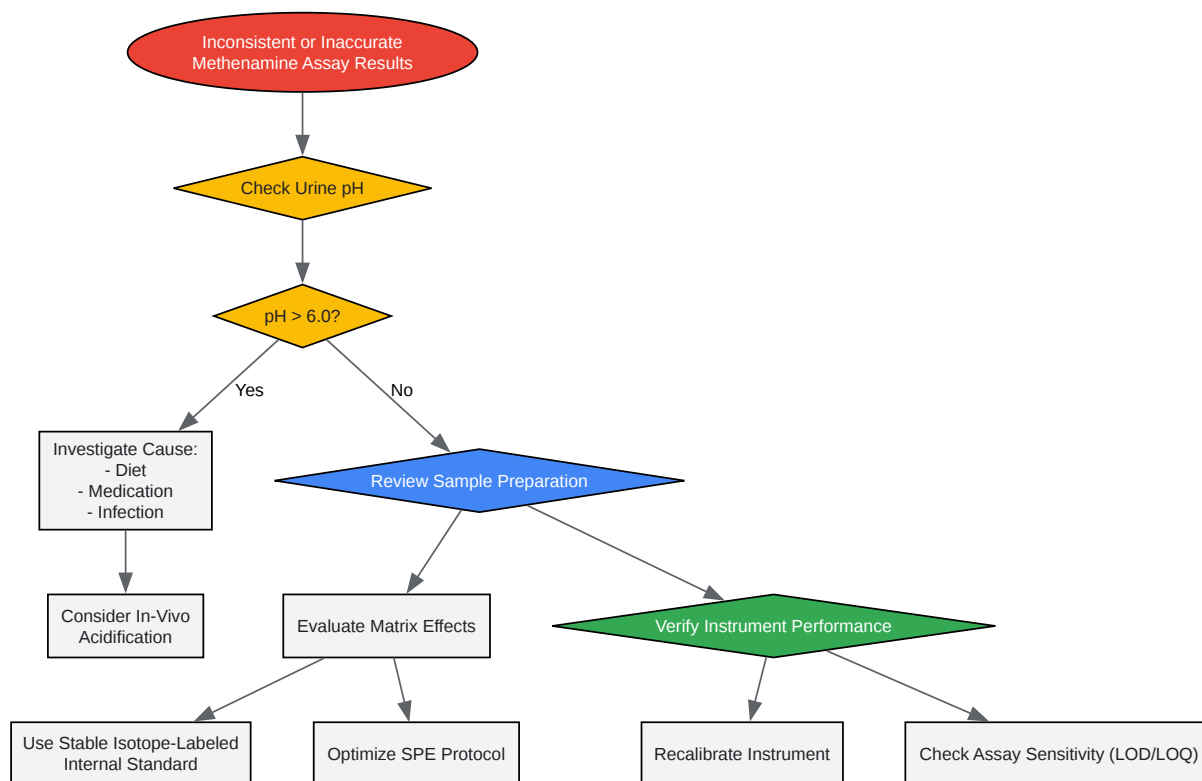 Inconsistent or Inaccurate
Methenamine Assay Results
Check Urine pH
pH > 6.0?
Yes
No
Investigate Cause:
- Diet
- Medication
- Infection
Review Sample Preparation
Consider In-Vivo
Acidification
Evaluate Matrix Effects
Verify Instrument Performance
Use Stable Isotope-Labeled
Internal Standard
Optimize SPE Protocol
Recalibrate Instrument
Check Assay Sensitivity (LOD/LOQ)